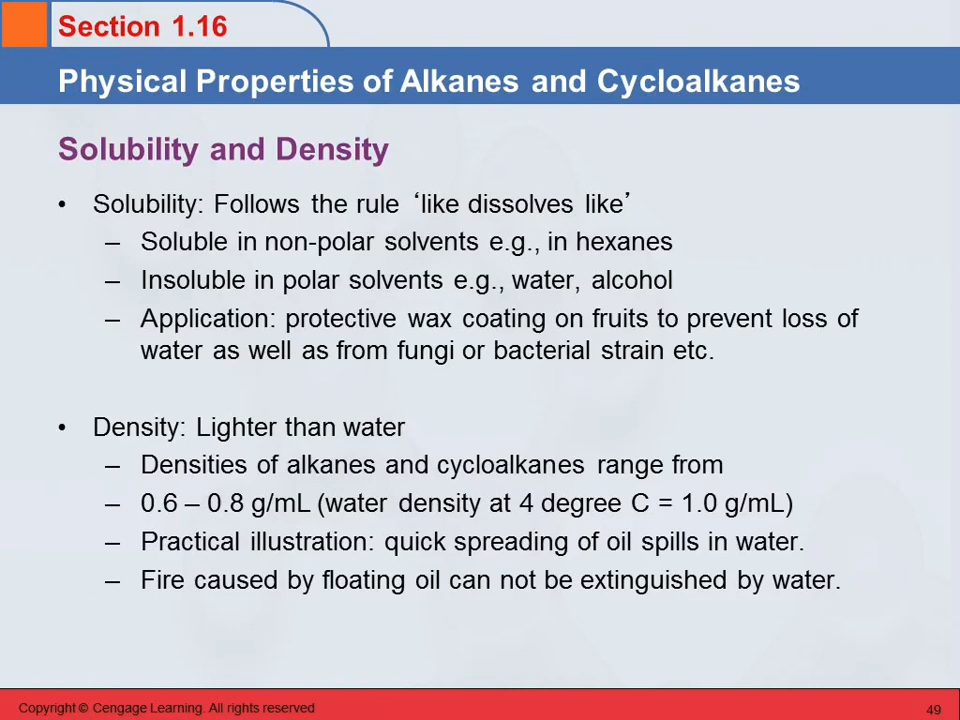 Section 1.16
Physical Properties of Alkanes and Cycloalkanes
Solubility and Density
• Solubility: Follows the rule ‘like dissolves like’
– Soluble in non-polar solvents e.g., in hexanes
– Insoluble in polar solvents e.g., water, alcohol
– Application: protective wax coating on fruits to prevent loss of
water as well as from fungi or bacterial strain etc.
• Density: Lighter than water
– Densities of alkanes and cycloalkanes range from
– 0.6 – 0.8 g/mL (water density at 4 degree C = 1.0 g/mL)
– Practical illustration: quick spreading of oil spills in water.
– Fire caused by floating oil can not be extinguished by water.
Copyright © Cengage Learning. All rights reserved
49